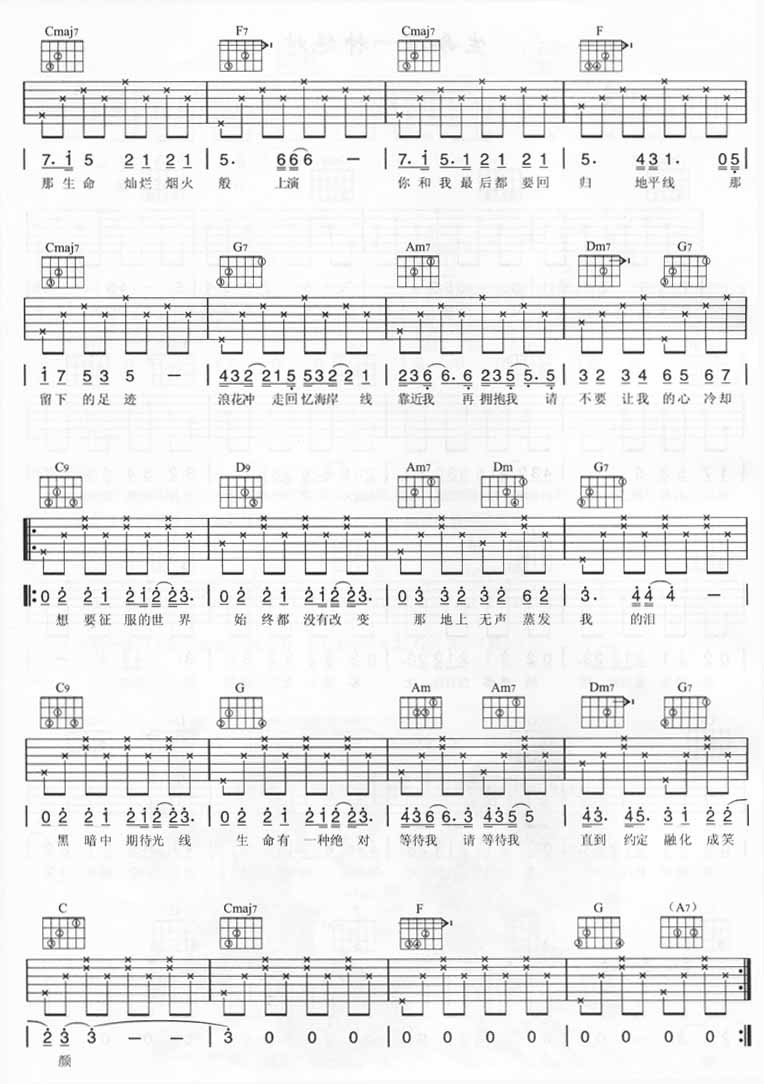 Cmaj7 F7 Cmaj7 F
7. 1 5 2 1 2 1 | 5. 6 6 6 — | 7. 1 5. 1 2 1 2 1 | 5. 4 3 1. 0 5
那 生 命 灿 烂 烟 火 般 上 演 你 和 我 最 后 都 要 回 归 地 平 线 那
Cmaj7 G7 Am7 Dm7 G7
1 7 5 3 5 | 4 3 2 2 1 5 5 3 2 2 2 | 2 3 6 6. 6 2 3 5 5. 5 | 3 2 3 4 6 5 6 7
留 下 的 足 迹 浪 花 冲 走 回 忆 海 岸 线 靠 近 我 再 拥 抱 我 请 不 要 让 我 的 心 冷 却
C9 D9 Am7 Dm G7
0 2 2 1 2 1 2 2 3. | 0 2 2 1 2 1 2 2 3. | 0 3 3 3 3 2 6 2 | 3. 4 4 4 —
想 要 征 服 的 世 界 始 终 都 没 有 改 变 那 地 上 无 声 蒸 发 我 的 泪
C9 G Am Am7 Dm7 G7
0 2 2 1 2 1 2 2 3. | 0 2 2 1 2 1 2 2 3. | 4 3 6 6. 3 4 3 5 5 | 4 3. 4 5. 3 1 2 2
黑 暗 中 期 待 光 线 生 命 有 一 种 绝 对 等 待 我 请 等 待 我 直 到 约 定 融 化 成 笑
C Cmaj7 F G (A7)
2 3 3 — — | 3 0 0 0 | 0 0 0 0 | 0 0 0 0
颜